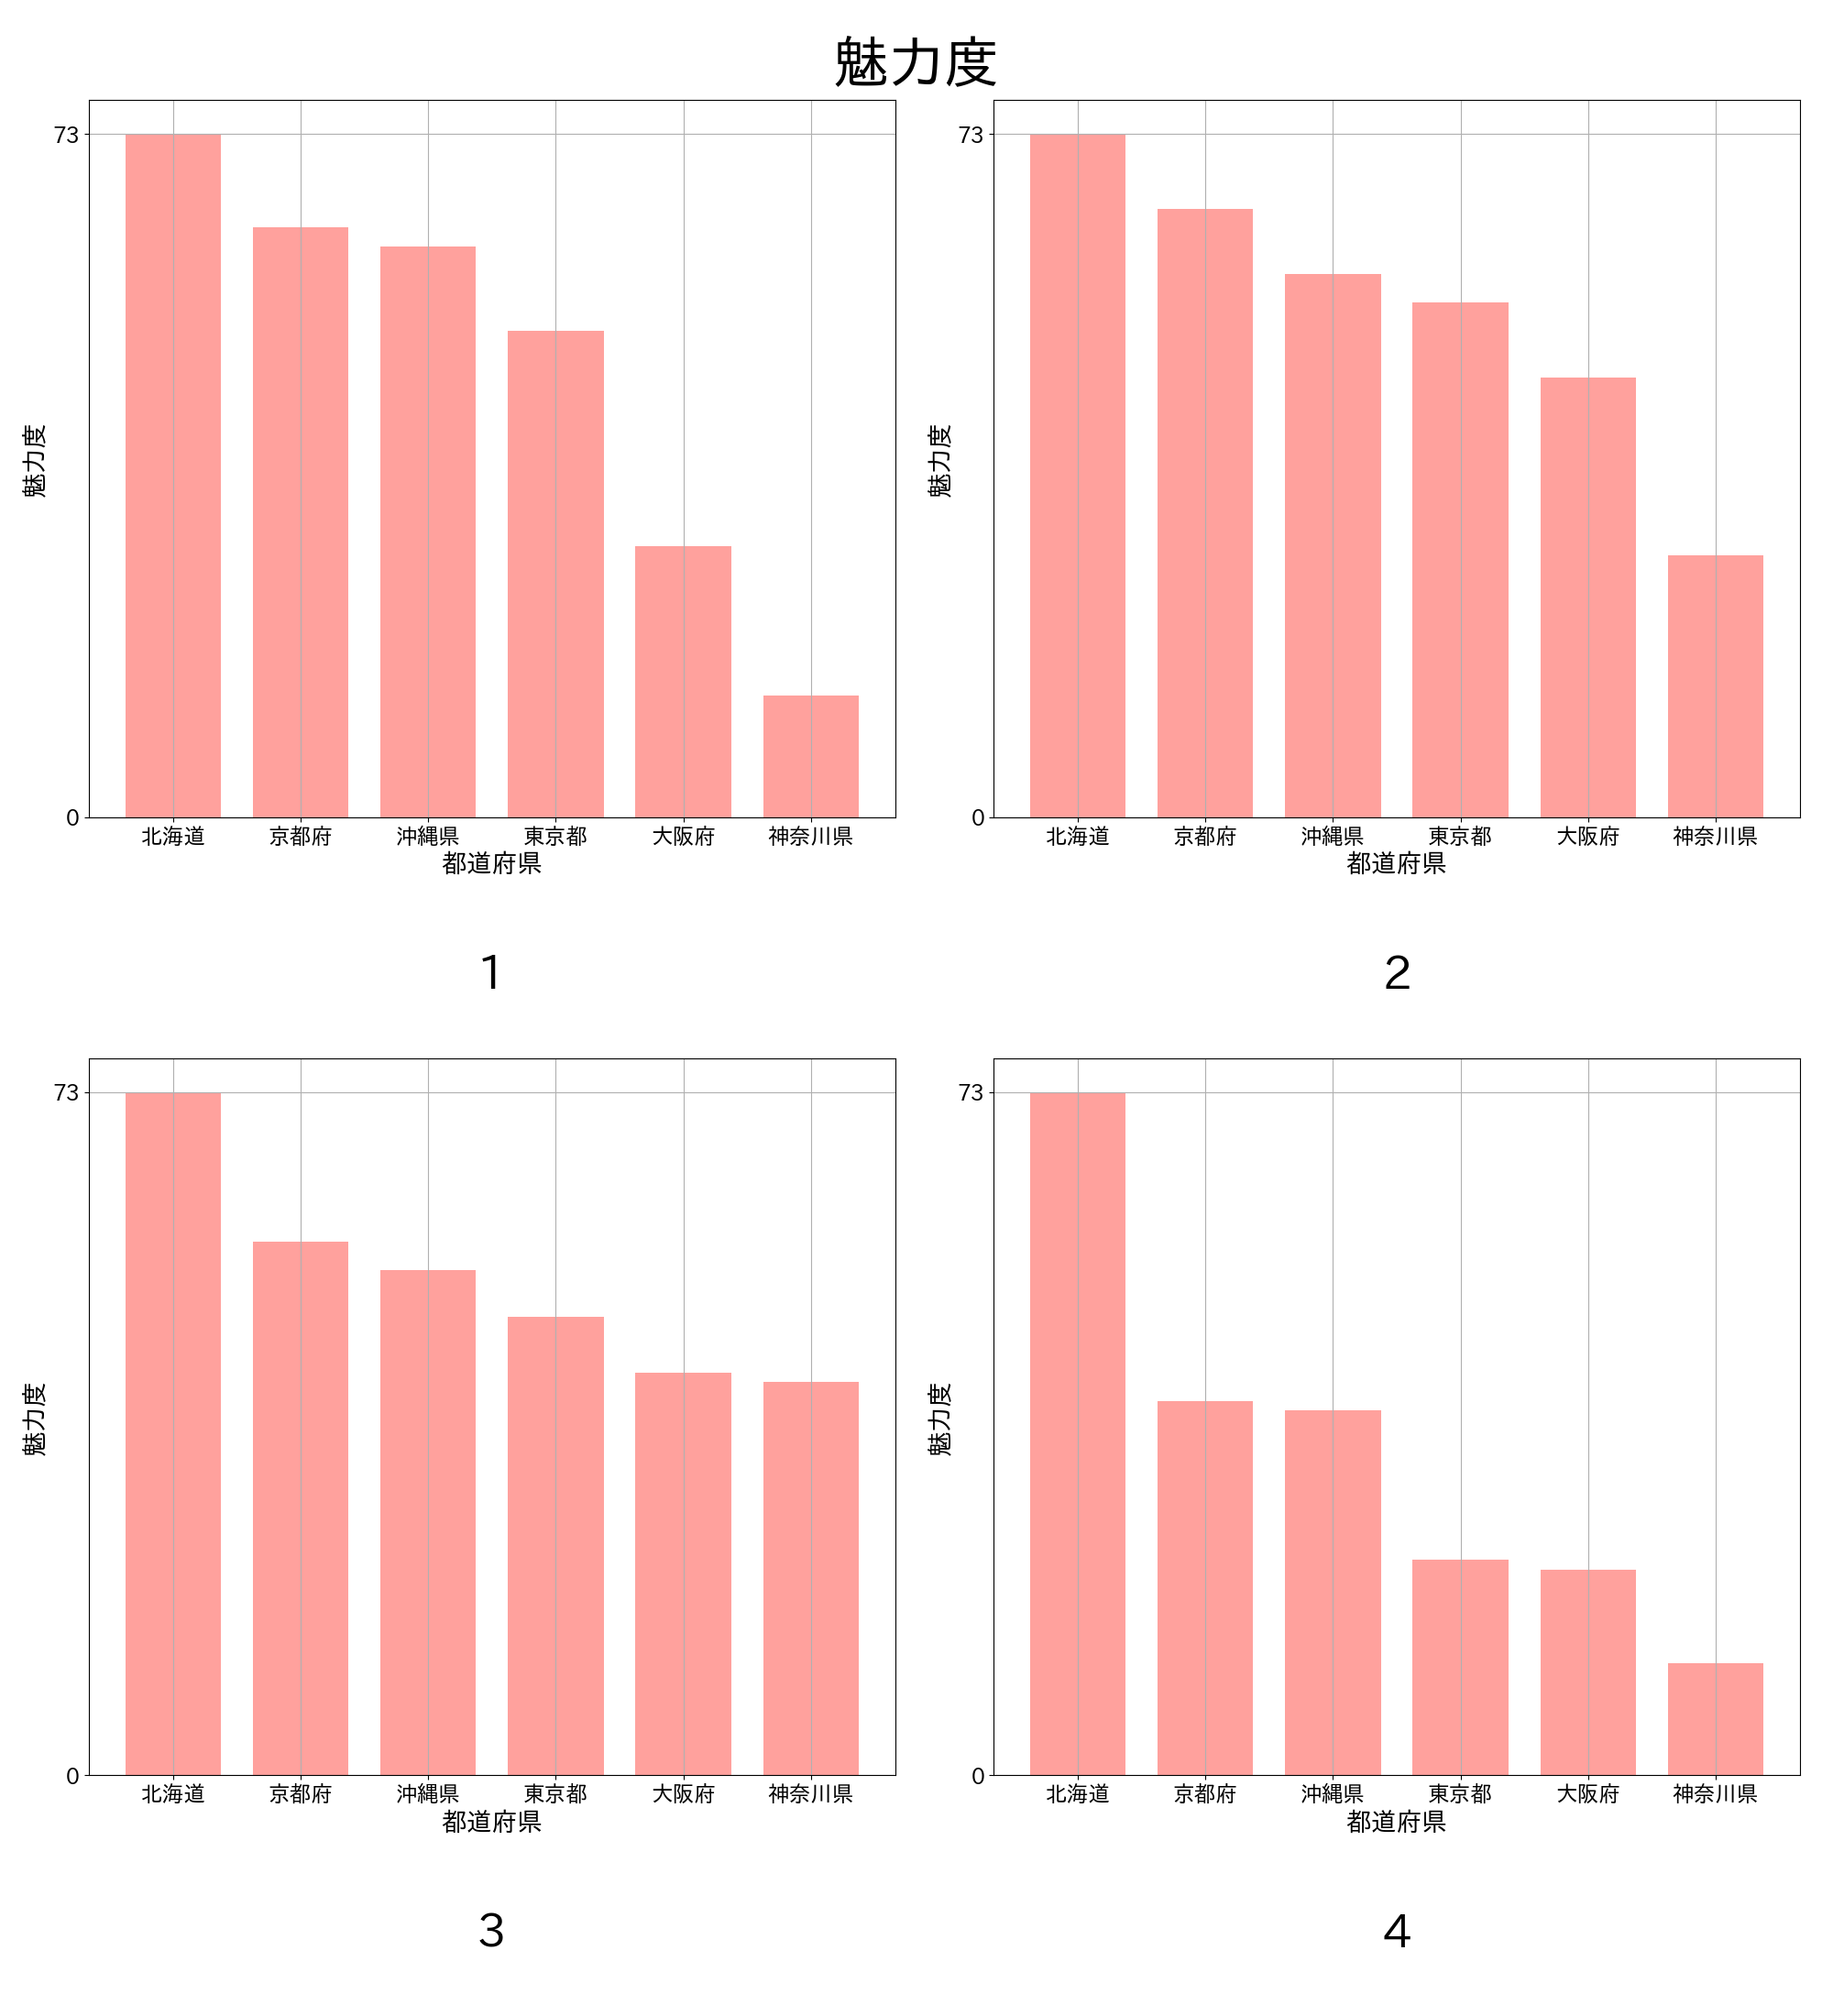 魅力度
73
0
魅力度
北海道 京都府 沖縄県 東京都 大阪府 神奈川県
都道府県
1
73
0
魅力度
北海道 京都府 沖縄県 東京都 大阪府 神奈川県
都道府県
2
73
0
魅力度
北海道 京都府 沖縄県 東京都 大阪府 神奈川県
都道府県
3
73
0
魅力度
北海道 京都府 沖縄県 東京都 大阪府 神奈川県
都道府県
4